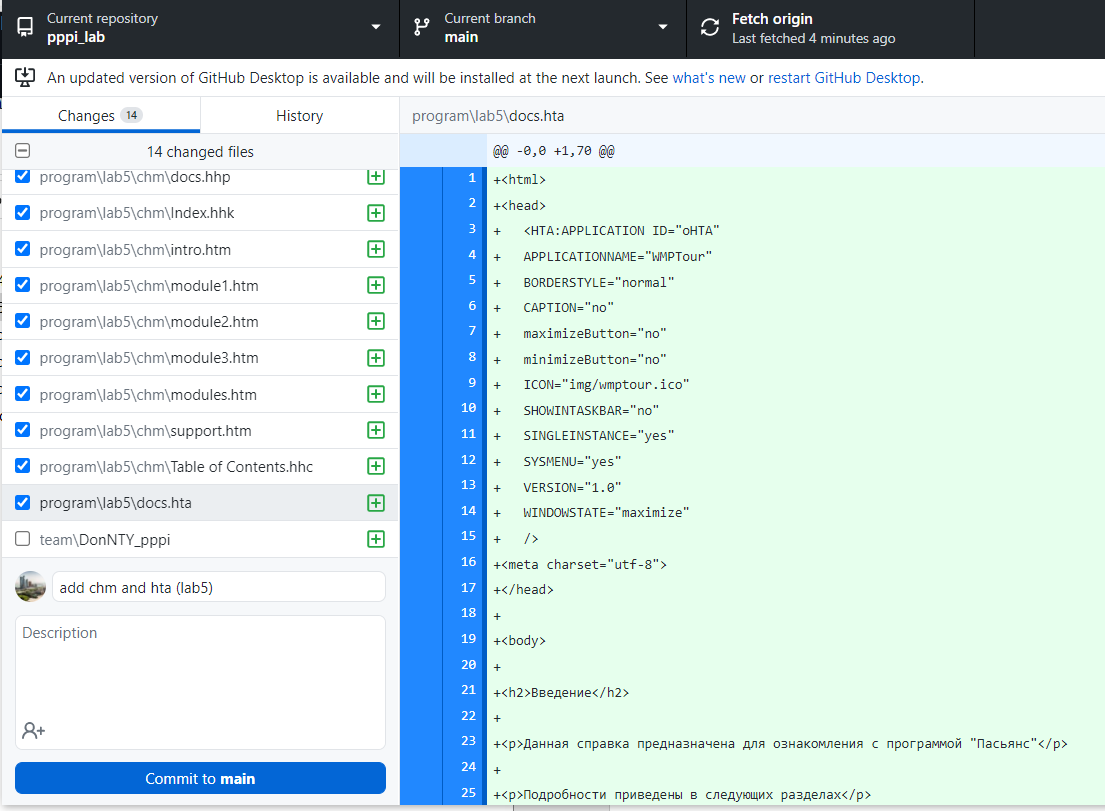 Current repository
pppi_lab
Current branch
main
Fetch origin
Last fetched 4 minutes ago
An updated version of GitHub Desktop is available and will be installed at the next launch. See what's new or restart GitHub Desktop.
Changes 14
History
14 changed files
program\lab5\chm\docs.hhp
program\lab5\chm\Index.hhk
program\lab5\chm\intro.htm
program\lab5\chm\module1.htm
program\lab5\chm\module2.htm
program\lab5\chm\module3.htm
program\lab5\chm\modules.htm
program\lab5\chm\support.htm
program\lab5\chm\Table of Contents.hhc
program\lab5\docs.hta
team\DonNTY_pppi
add chm and hta (lab5)
Description
Commit to main
program\lab5\docs.hta
@@ -0,0 +1,70 @@
1 +<html>
2 +<head>
3 + <HTA:APPLICATION ID="oHTA"
4 + APPLICATIONNAME="WMPTour"
5 + BORDERSTYLE="normal"
6 + CAPTION="no"
7 + maximizeButton="no"
8 + minimizeButton="no"
9 + ICON="img/wmptour.ico"
10 + SHOWINTASKBAR="no"
11 + SINGLEINSTANCE="yes"
12 + SYSMENU="yes"
13 + VERSION="1.0"
14 + WINDOWSTATE="maximize"
15 + />
16 +<meta charset="utf-8">
17 +</head>
18 +
19 +<body>
20 +
21 +<h2>Введение</h2>
22 +
23 +<p>Данная справка предназначена для ознакомления с программой "Пасьянс"</p>
24 +
25 +<p>Подробности приведены в следующих разделах</p>